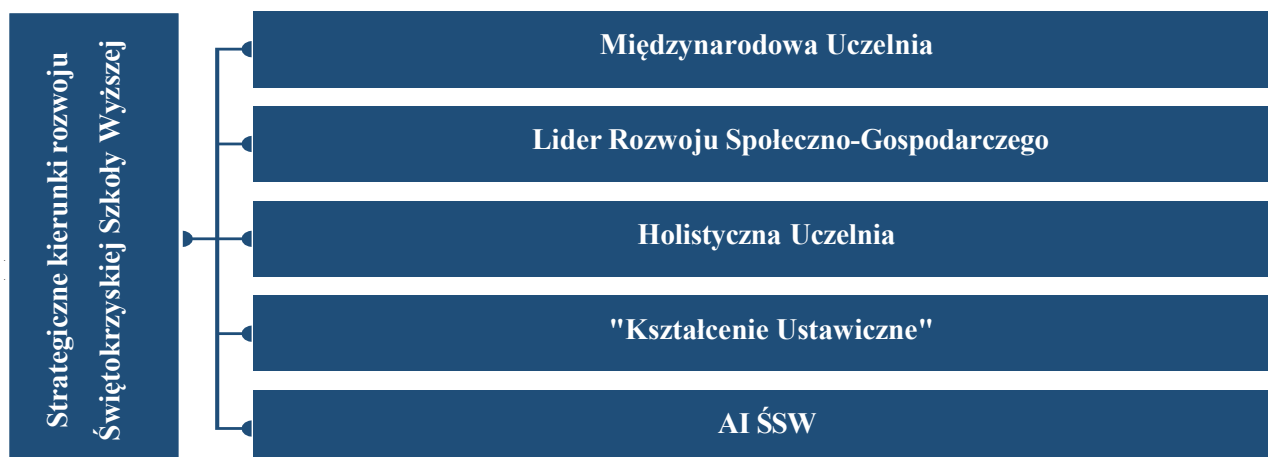 Strategiczne kierunki rozwoju
Świętokrzyskiej Szkoły Wyższej
Międzynarodowa Uczelnia
Lider Rozwoju Społeczno-Gospodarczego
Holistyczna Uczelnia
"Kształcenie Ustawiczne"
AI ŚSW